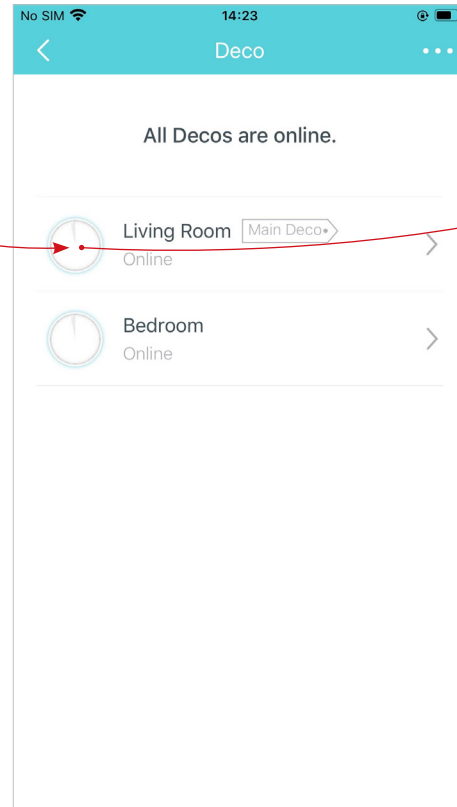 No SIM 14:23
Deco
All Decos are online.
Living Room Main Deco
Online
Bedroom
Online